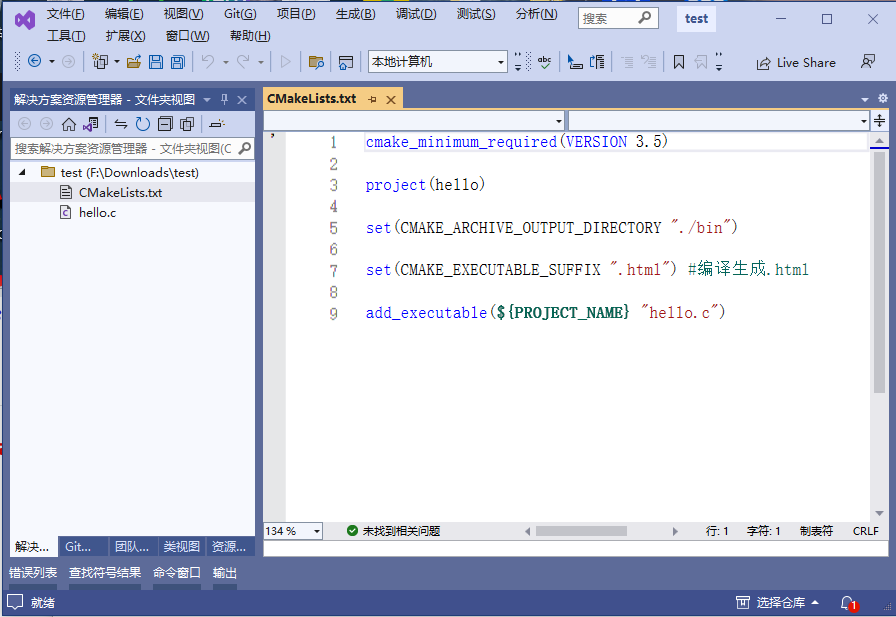 文件(F) 编辑(E) 视图(V) Git(G) 项目(P) 生成(B) 调试(D) 测试(S) 分析(N) 搜索 test
工具(T) 扩展(X) 窗口(W) 帮助(H)
本地计算机 abc Live Share
解决方案资源管理器 - 文件夹视图
搜索解决方案资源管理器 - 文件夹视图(C
test (F:\Downloads\test)
CMakeLists.txt
hello.c
CMakeLists.txt
1 cmake_minimum_required(VERSION 3.5)
2
3 project(hello)
4
5 set(CMAKE_ARCHIVE_OUTPUT_DIRECTORY "./bin")
6
7 set(CMAKE_EXECUTABLE_SUFFIX ".html") #编译生成.html
8
9 add_executable(${PROJECT_NAME} "hello.c")
134 % 未找到相关问题 行: 1 字符: 1 制表符 CRLF
解决... Git... 团队... 类视图 资源...
错误列表 查找符号结果 命令窗口 输出
就绪 选择仓库 1